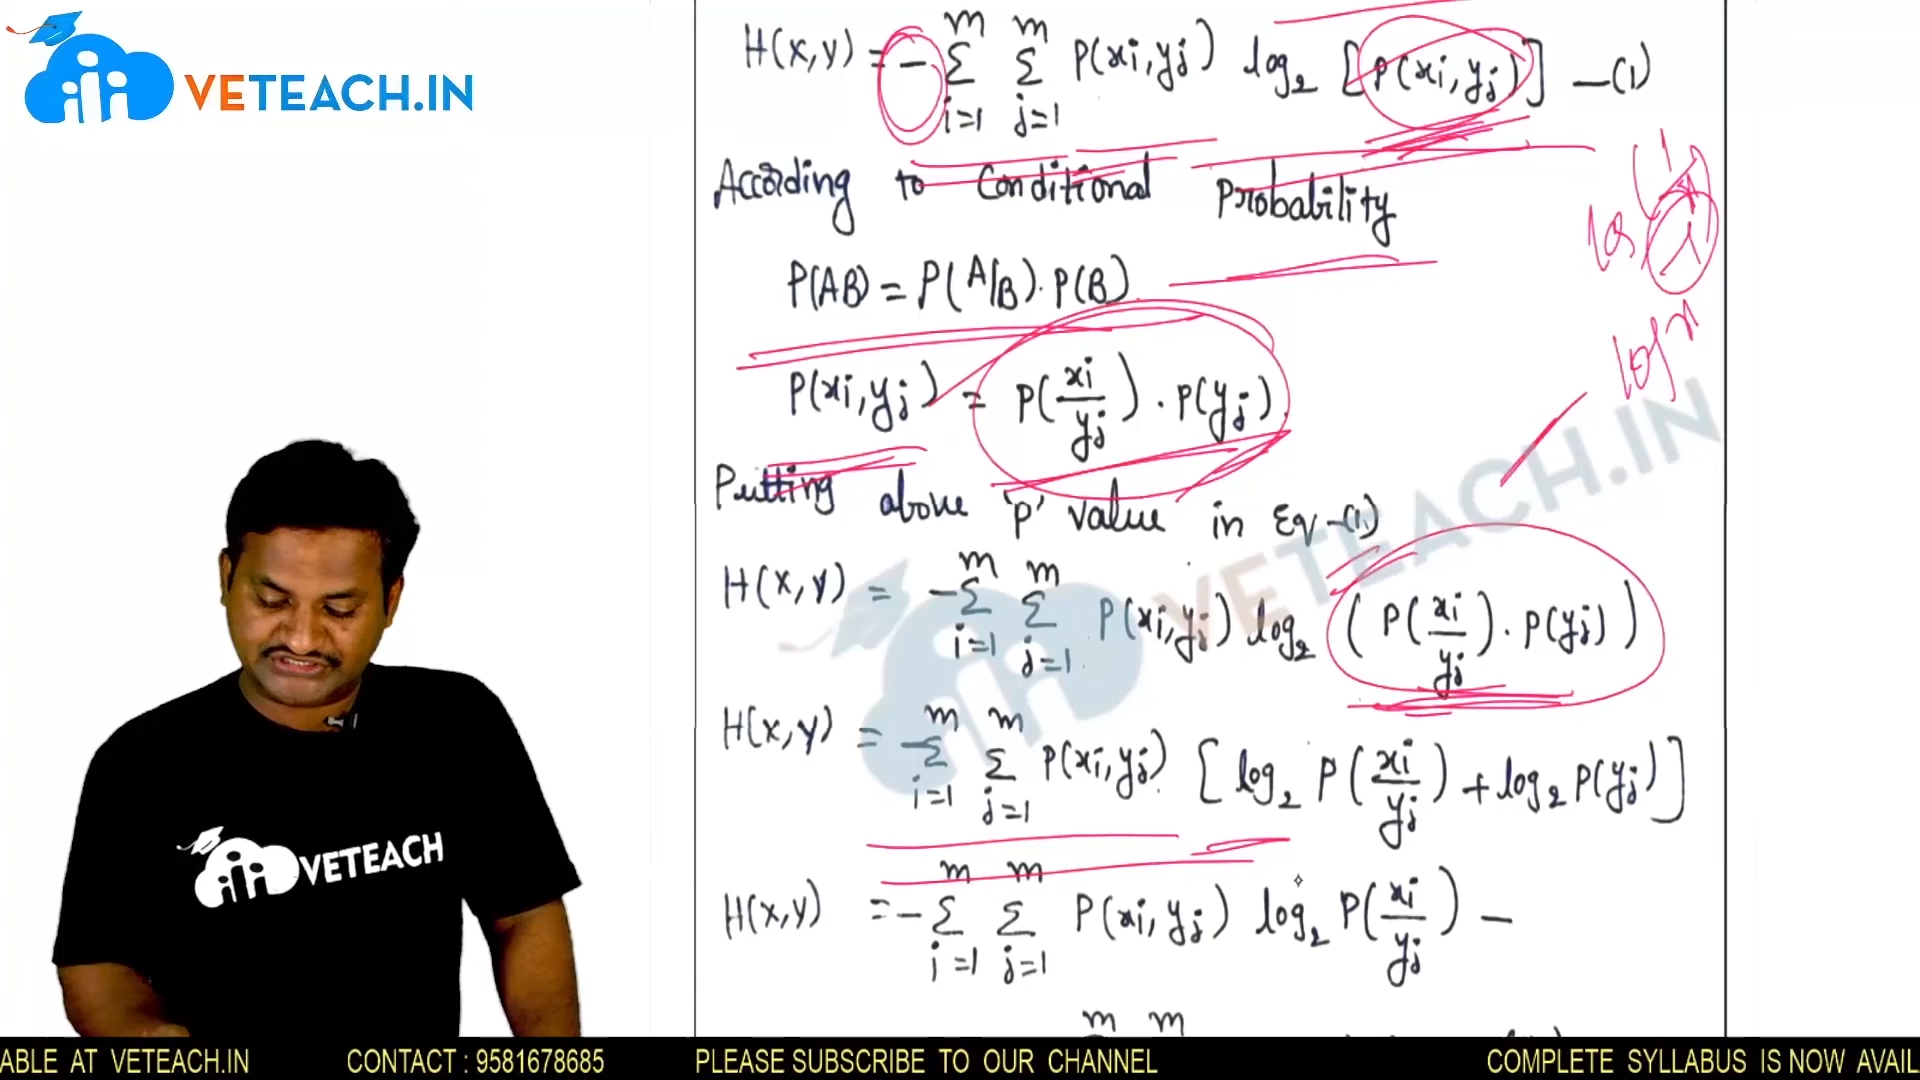 VETEACH.IN
H(x,y) = - Σ_{i=1}^{m} Σ_{j=1}^{m} P(xi,yj) log₂ [P(xi,yj)] —(1)
According to Conditional Probability
P(AB) = P(A/B). P(B).
P(xi,yj) = P(xi/yj) . P(yj).
log x
Putting above 'P' value in Eq-(1)
H(x,y) = - Σ_{i=1}^{m} Σ_{j=1}^{m} P(xi,yj) log₂ (P(xi/yj). P(yj))
H(x,y) = - Σ_{i=1}^{m} Σ_{j=1}^{m} P(xi,yj) [log₂ P(xi/yj) + log₂ P(yj)]
H(x,y) = - Σ_{i=1}^{m} Σ_{j=1}^{m} P(xi,yj) log₂ P(xi/yj) -
m m
VETEACH.IN
VETEACH
ABLE AT VETEACH.IN CONTACT : 9581678685 PLEASE SUBSCRIBE TO OUR CHANNEL COMPLETE SYLLABUS IS NOW AVAIL